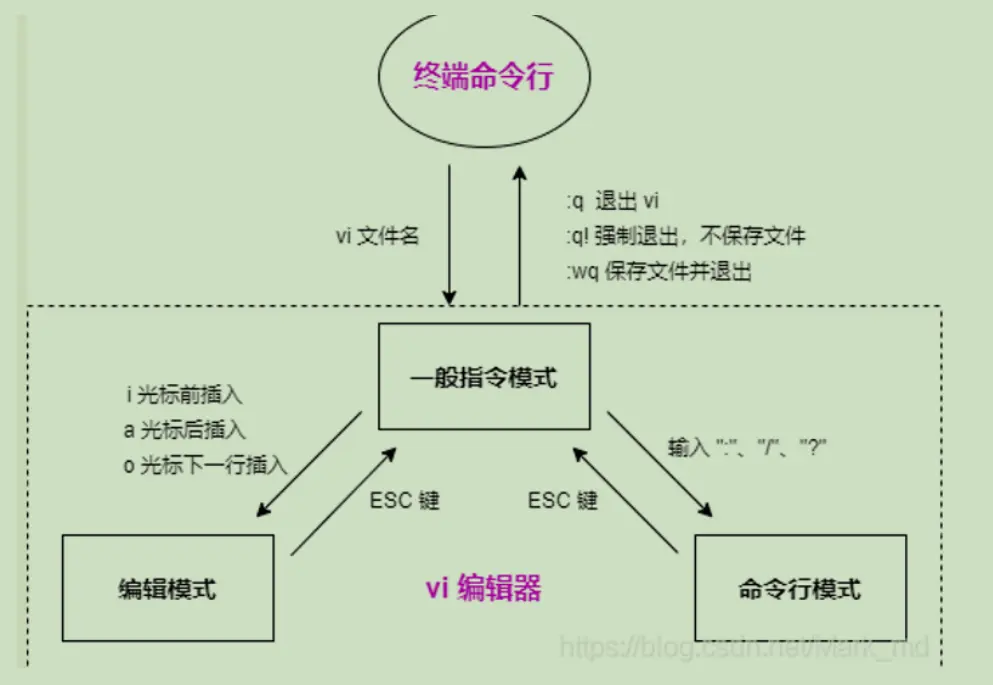 终端命令行
vi 文件名
:q 退出 vi
:q! 强制退出，不保存文件
:wq 保存文件并退出
一般指令模式
i 光标前插入
a 光标后插入
o 光标下一行插入
输入 ":"、"/"、"?"
ESC 键
ESC 键
编辑模式
vi 编辑器
命令行模式
https://blog.csdn.net/Mark_md